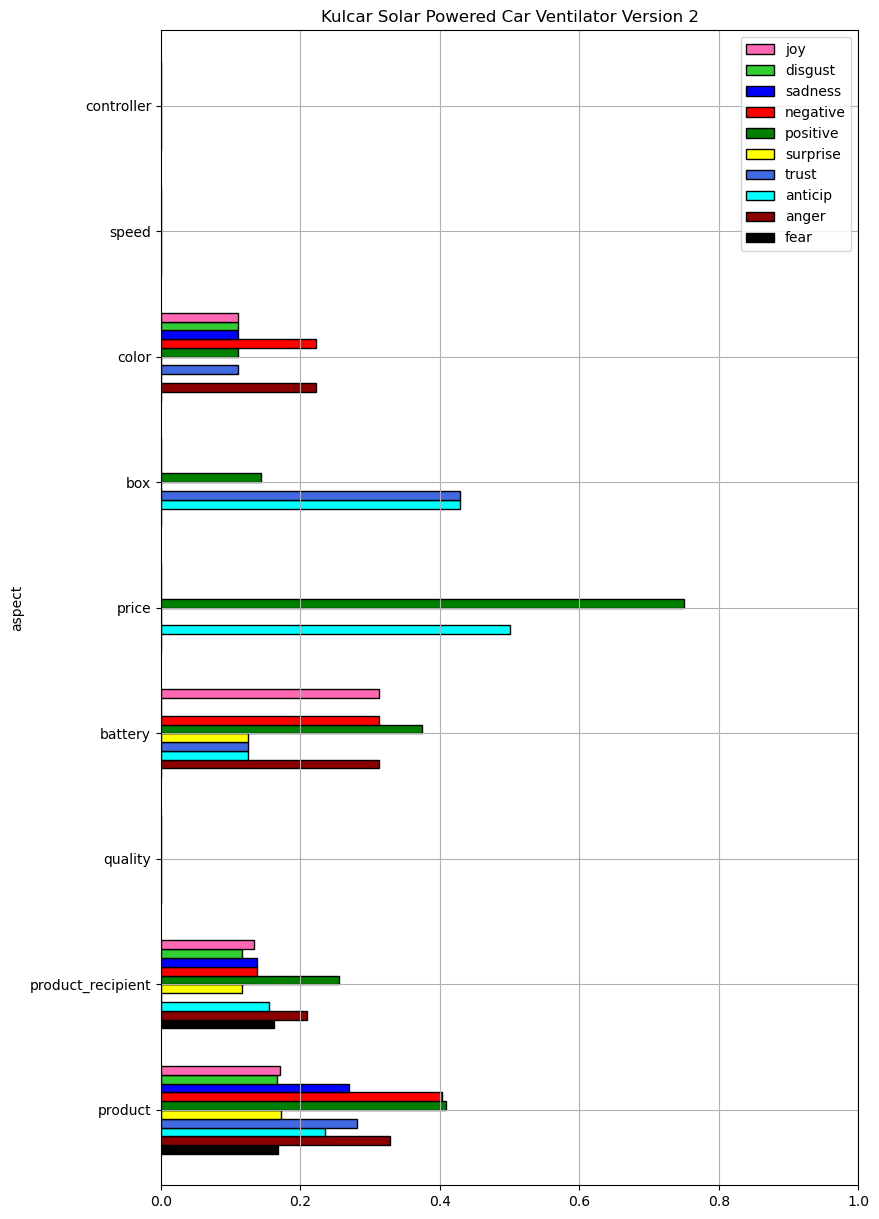 Kulcar Solar Powered Car Ventilator Version 2
joy
disgust
sadness
negative
positive
surprise
trust
anticip
anger
fear
controller
speed
color
box
price
battery
quality
product_recipient
product
aspect
0.0 0.2 0.4 0.6 0.8 1.0